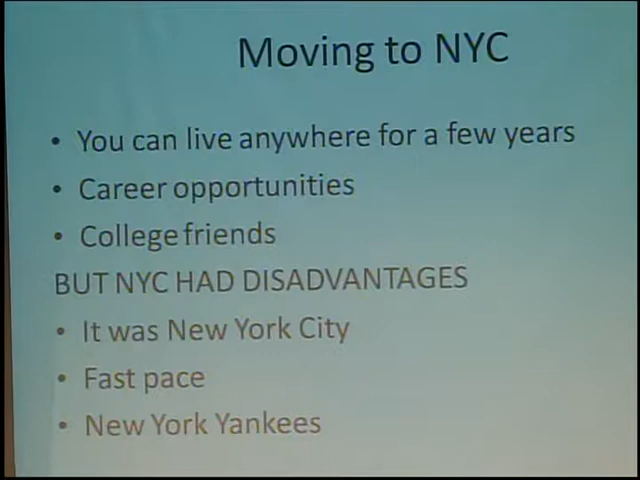 Moving to NYC
• You can live anywhere for a few years
• Career opportunities
• College friends
BUT NYC HAD DISADVANTAGES
• It was New York City
• Fast pace
• New York Yankees